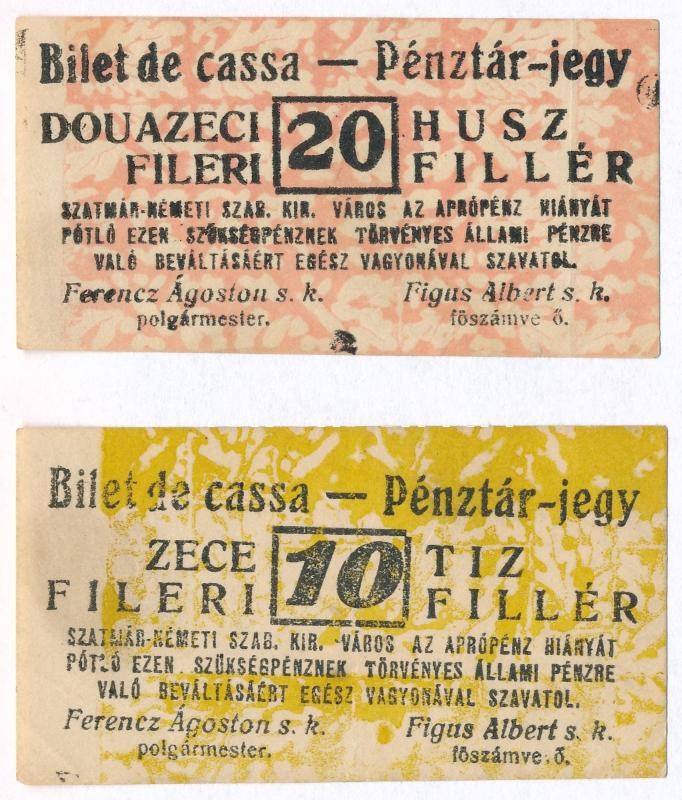 Bilet de cassa — Pénztár-jegy
DOUAZECI 20 HUSZ
FILERI FILLÉR
SZATMÁR-NÉMETI SZAB. KIR. VÁROS AZ APRÓPÉNZ HIÁNYÁT
PÓTLÓ EZEN SZÜKSÉGPÉNZNEK TÖRVÉNYES ÁLLAMI PÉNZRE
VALÓ BEVÁLTÁSÁÉRT EGÉSZ VAGYONÁVAL SZAVATOL.
Ferencz Ágoston s. k. Figus Albert s. k.
polgármester. főszámve ő.
Bilet de cassa — Pénztár-jegy
ZECE 10 TIZ
FILERI FILLÉR
SZATMÁR-NÉMETI SZAB. KIR. VÁROS AZ APRÓPÉNZ HIÁNYÁT
PÓTLÓ EZEN SZÜKSÉGPÉNZNEK TÖRVÉNYES ÁLLAMI PÉNZRE
VALÓ BEVÁLTÁSÁÉRT EGÉSZ VAGYONÁVAL SZAVATOL.
Ferencz Ágoston s. k. Figus Albert s. k.
polgármester. főszámve ő.